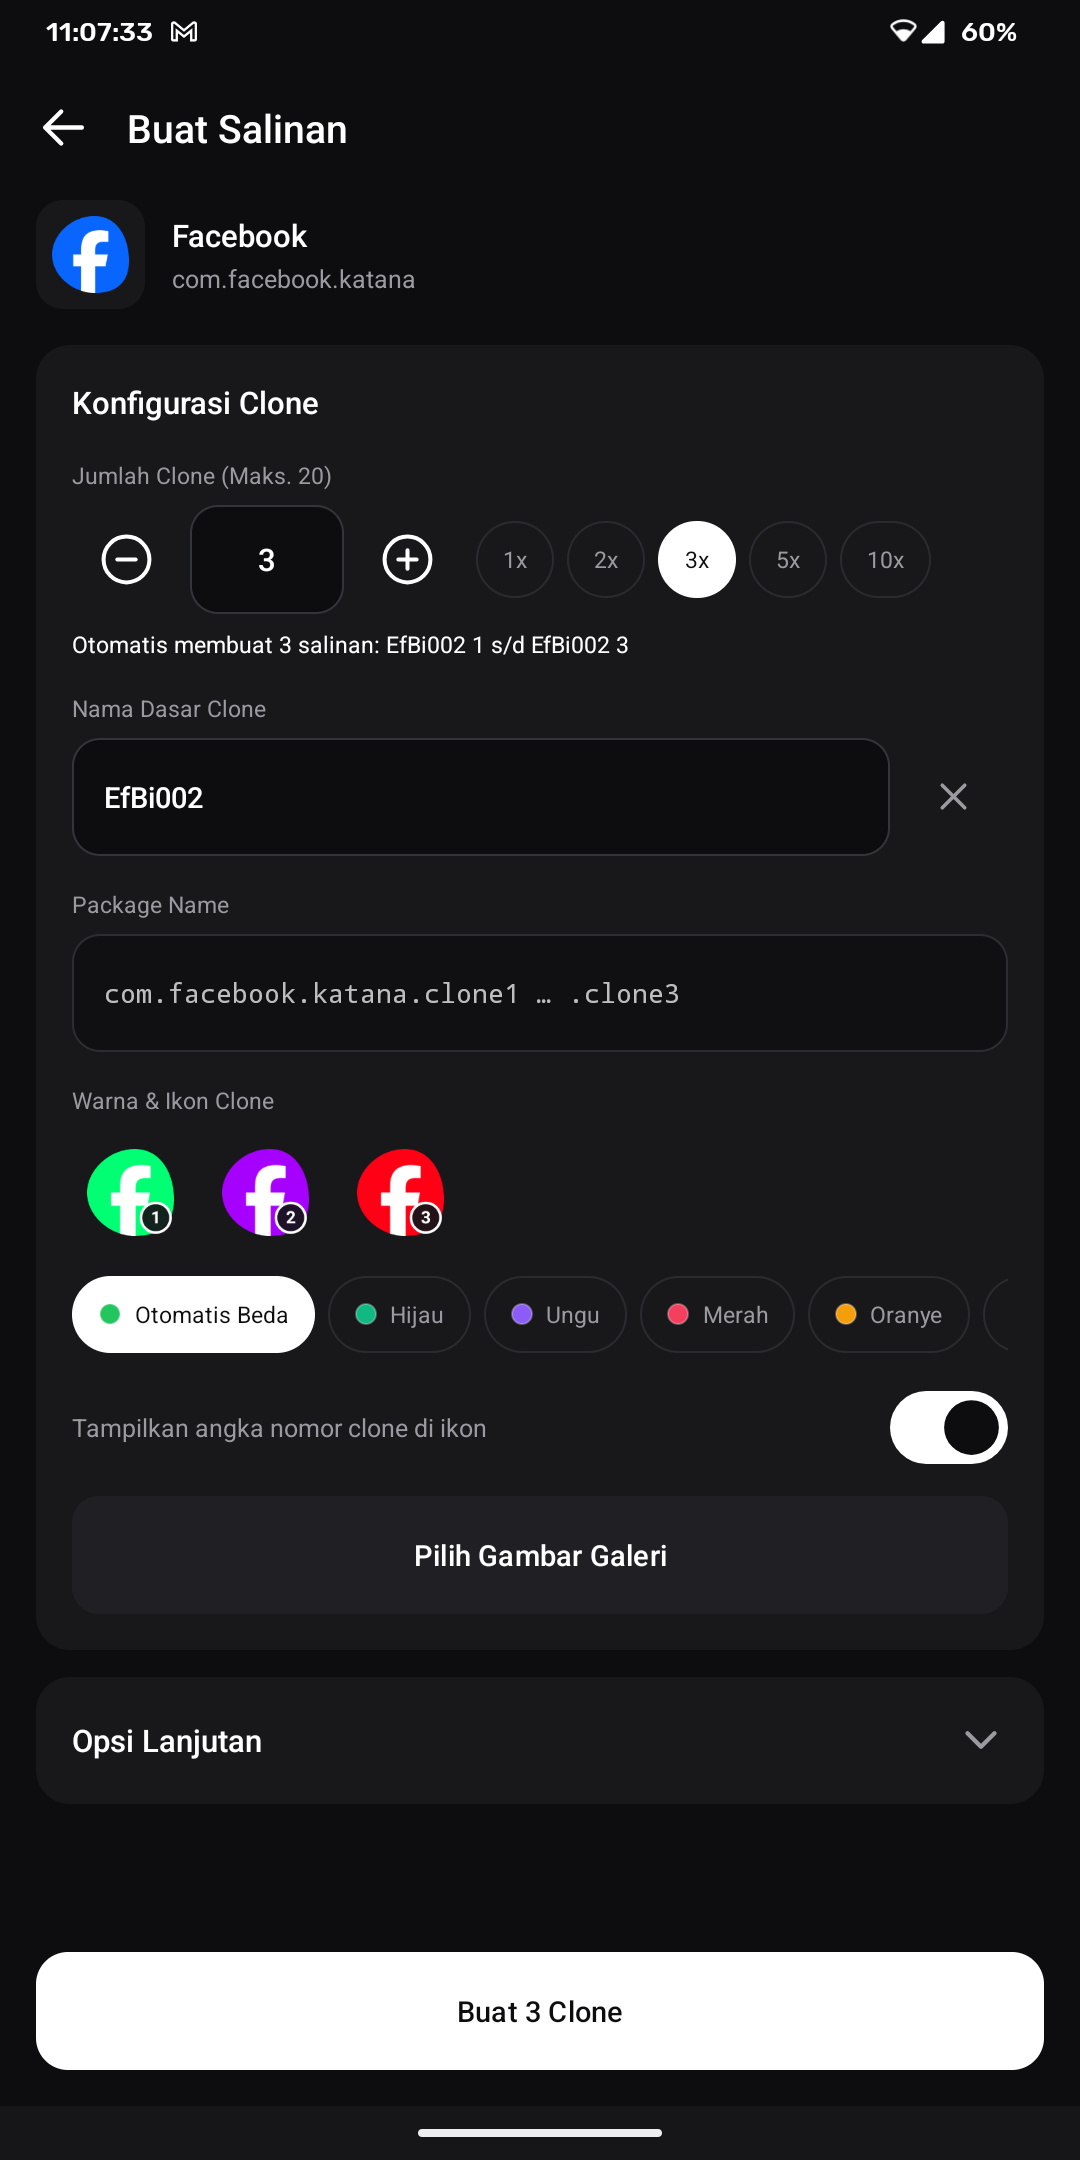 11:07:33
60%
Buat Salinan
Facebook
com.facebook.katana
Konfigurasi Clone
Jumlah Clone (Maks. 20)
3
1x
2x
3x
5x
10x
Otomatis membuat 3 salinan: EfBi002 1 s/d EfBi002 3
Nama Dasar Clone
EfBi002
Package Name
com.facebook.katana.clone1 … .clone3
Warna & Ikon Clone
1
2
3
Otomatis Beda
Hijau
Ungu
Merah
Oranye
Tampilkan angka nomor clone di ikon
Pilih Gambar Galeri
Opsi Lanjutan
Buat 3 Clone